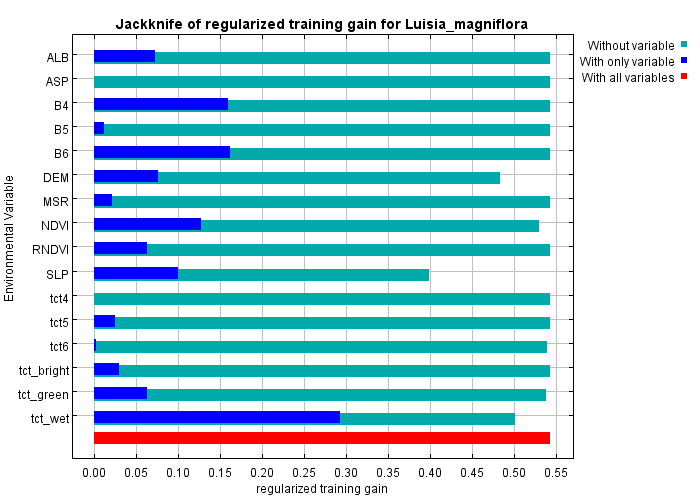 Jackknife of regularized training gain for Luisia_magniflora
Without variable
With only variable
With all variables
Environmental Variable
ALB
ASP
B4
B5
B6
DEM
MSR
NDVI
RNDVI
SLP
tct4
tct5
tct6
tct_bright
tct_green
tct_wet
0.00 0.05 0.10 0.15 0.20 0.25 0.30 0.35 0.40 0.45 0.50 0.55
regularized training gain